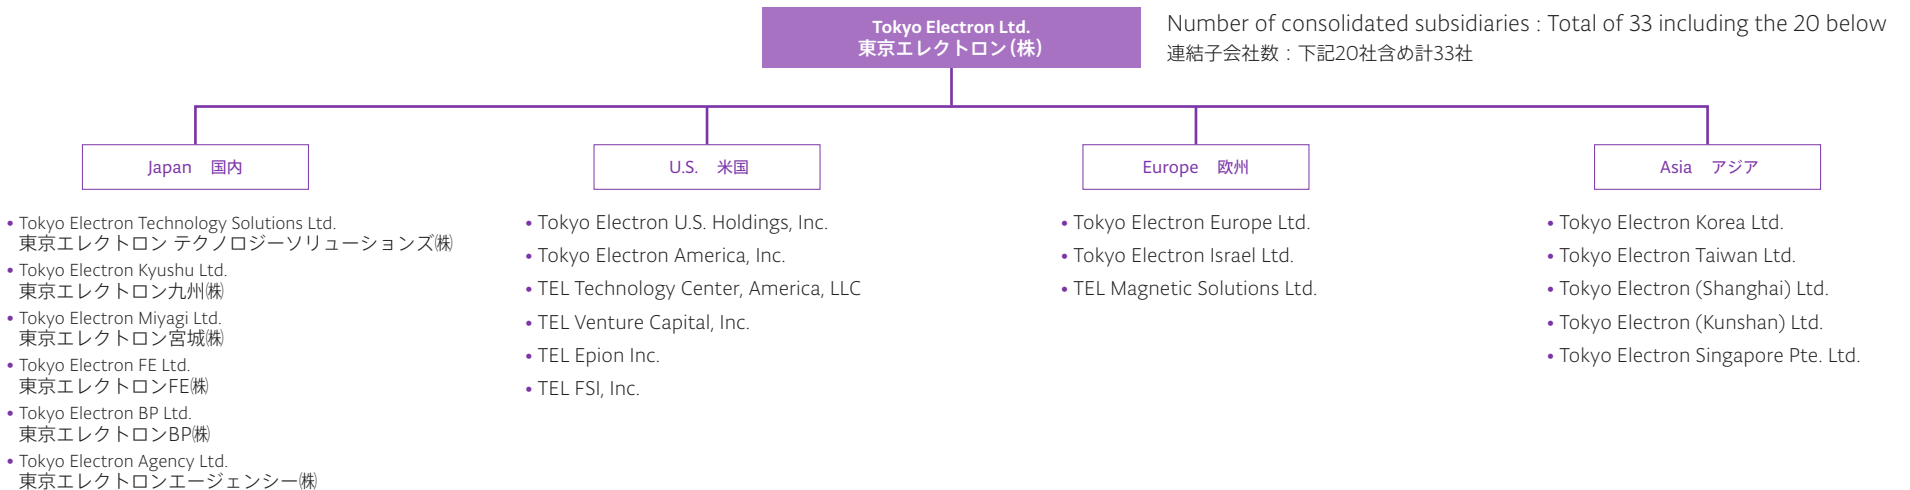 Tokyo Electron Ltd.
東京エレクトロン(株)
Number of consolidated subsidiaries : Total of 33 including the 20 below
連結子会社数：下記20社含め計33社
Japan 国内
• Tokyo Electron Technology Solutions Ltd.
東京エレクトロン テクノロジーソリューションズ㈱
• Tokyo Electron Kyushu Ltd.
東京エレクトロン九州㈱
• Tokyo Electron Miyagi Ltd.
東京エレクトロン宮城㈱
• Tokyo Electron FE Ltd.
東京エレクトロンFE㈱
• Tokyo Electron BP Ltd.
東京エレクトロンBP㈱
• Tokyo Electron Agency Ltd.
東京エレクトロンエージェンシー㈱
U.S. 米国
• Tokyo Electron U.S. Holdings, Inc.
• Tokyo Electron America, Inc.
• TEL Technology Center, America, LLC
• TEL Venture Capital, Inc.
• TEL Epion Inc.
• TEL FSI, Inc.
Europe 欧州
• Tokyo Electron Europe Ltd.
• Tokyo Electron Israel Ltd.
• TEL Magnetic Solutions Ltd.
Asia アジア
• Tokyo Electron Korea Ltd.
• Tokyo Electron Taiwan Ltd.
• Tokyo Electron (Shanghai) Ltd.
• Tokyo Electron (Kunshan) Ltd.
• Tokyo Electron Singapore Pte. Ltd.